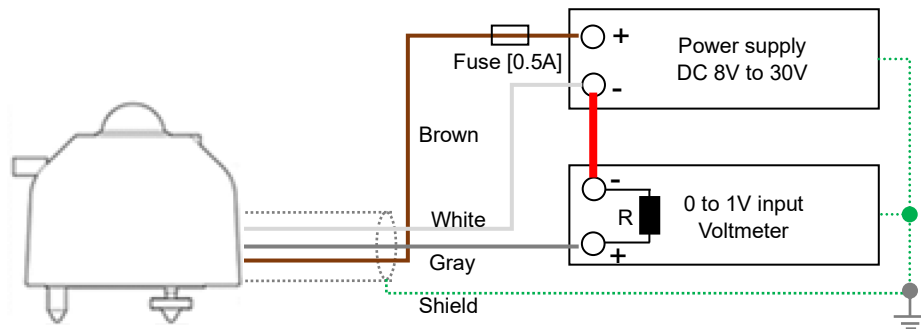 +
Fuse [0.5A]
Power supply
DC 8V to 30V
-
Brown
-
R
0 to 1V input
Voltmeter
White
+
Gray
Shield